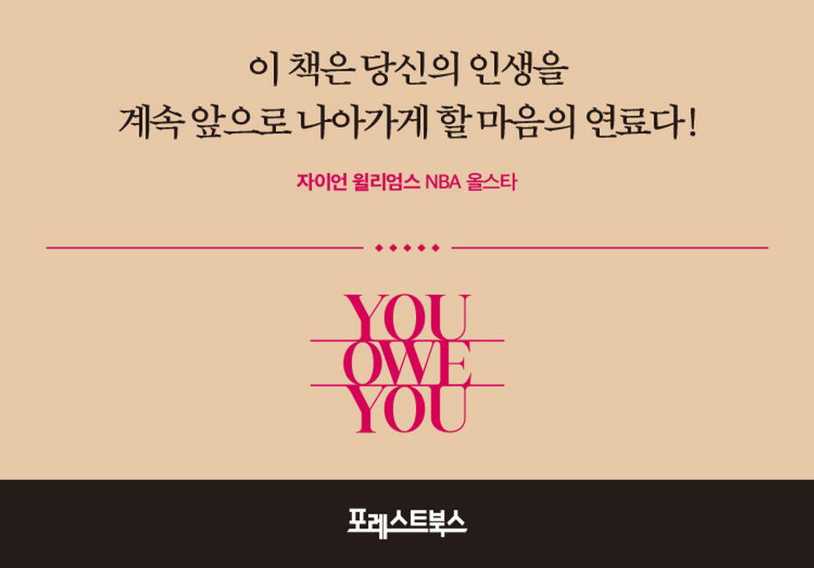 이 책은 당신의 인생을
계속 앞으로 나아가게 할 마음의 연료다!
자이언 윌리엄스 NBA 올스타
YOU
OWE
YOU
포레스트북스